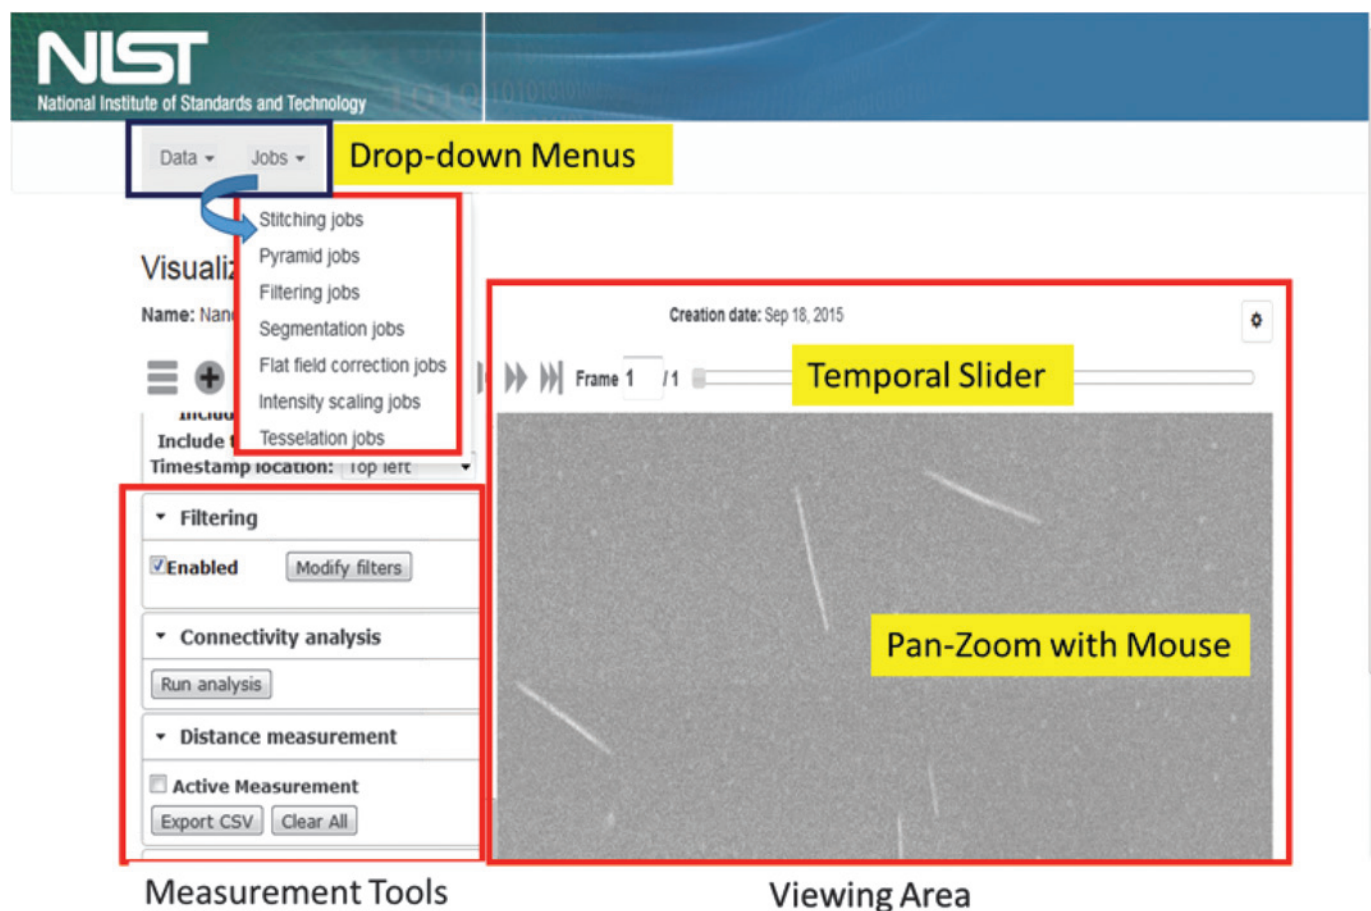 NIST
National Institute of Standards and Technology
Data Jobs Drop-down Menus
Stitching jobs
Pyramid jobs
Filtering jobs
Segmentation jobs
Flat field correction jobs
Intensity scaling jobs
Tesselation jobs
Creation date: Sep 18, 2015
Frame 1 / 1 Temporal Slider
Include
Timestamp location: Top left
Filtering
Enabled Modify filters
Connectivity analysis
Run analysis
Distance measurement
Active Measurement
Export CSV Clear All
Pan-Zoom with Mouse
Measurement Tools Viewing Area